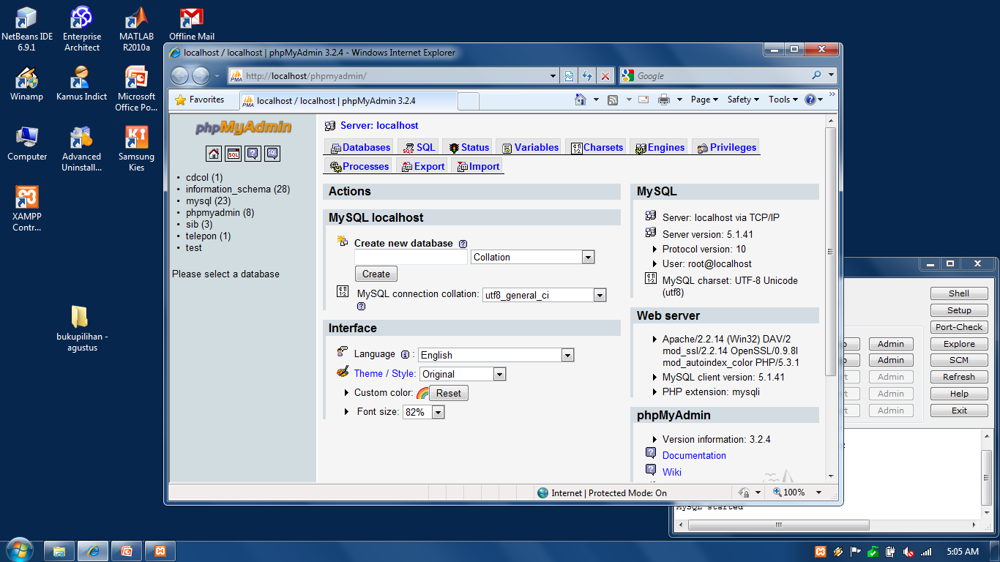 NetBeans IDE
6.9.1
Enterprise
Architect
MATLAB
R2010a
Offline Mail
Winamp
Kamus Indict
Microsoft
Office Po...
Computer
Advanced
Uninstall...
Samsung
Kies
XAMPP
Contr...
bukupilihan -
agustus
localhost / localhost | phpMyAdmin 3.2.4 - Windows Internet Explorer
http://localhost/phpmyadmin/
Google
Favorites
localhost / localhost | phpMyAdmin 3.2.4
Page
Safety
Tools
phpMyAdmin
SQL
SQL
cdcol (1)
information_schema (28)
mysql (23)
phpmyadmin (8)
sib (3)
telepon (1)
test
Please select a database
Server: localhost
Databases SQL Status Variables Charsets Engines Privileges
Processes Export Import
Actions
MySQL localhost
Create new database
Collation
Create
MySQL connection collation: utf8_general_ci
Interface
Language : English
Theme / Style: Original
Custom color: Reset
Font size: 82%
MySQL
Server: localhost via TCP/IP
Server version: 5.1.41
Protocol version: 10
User: root@localhost
MySQL charset: UTF-8 Unicode
(utf8)
Web server
Apache/2.2.14 (Win32) DAV/2
mod_ssl/2.2.14 OpenSSL/0.9.8l
mod_autoindex_color PHP/5.3.1
MySQL client version: 5.1.41
PHP extension: mysqli
phpMyAdmin
Version information: 3.2.4
Documentation
Wiki
Internet | Protected Mode: On
100%
Shell
Setup
Port-Check
Admin Explore
Admin SCM
Admin Refresh
Admin Help
Admin Exit
MySQL started
5:05 AM